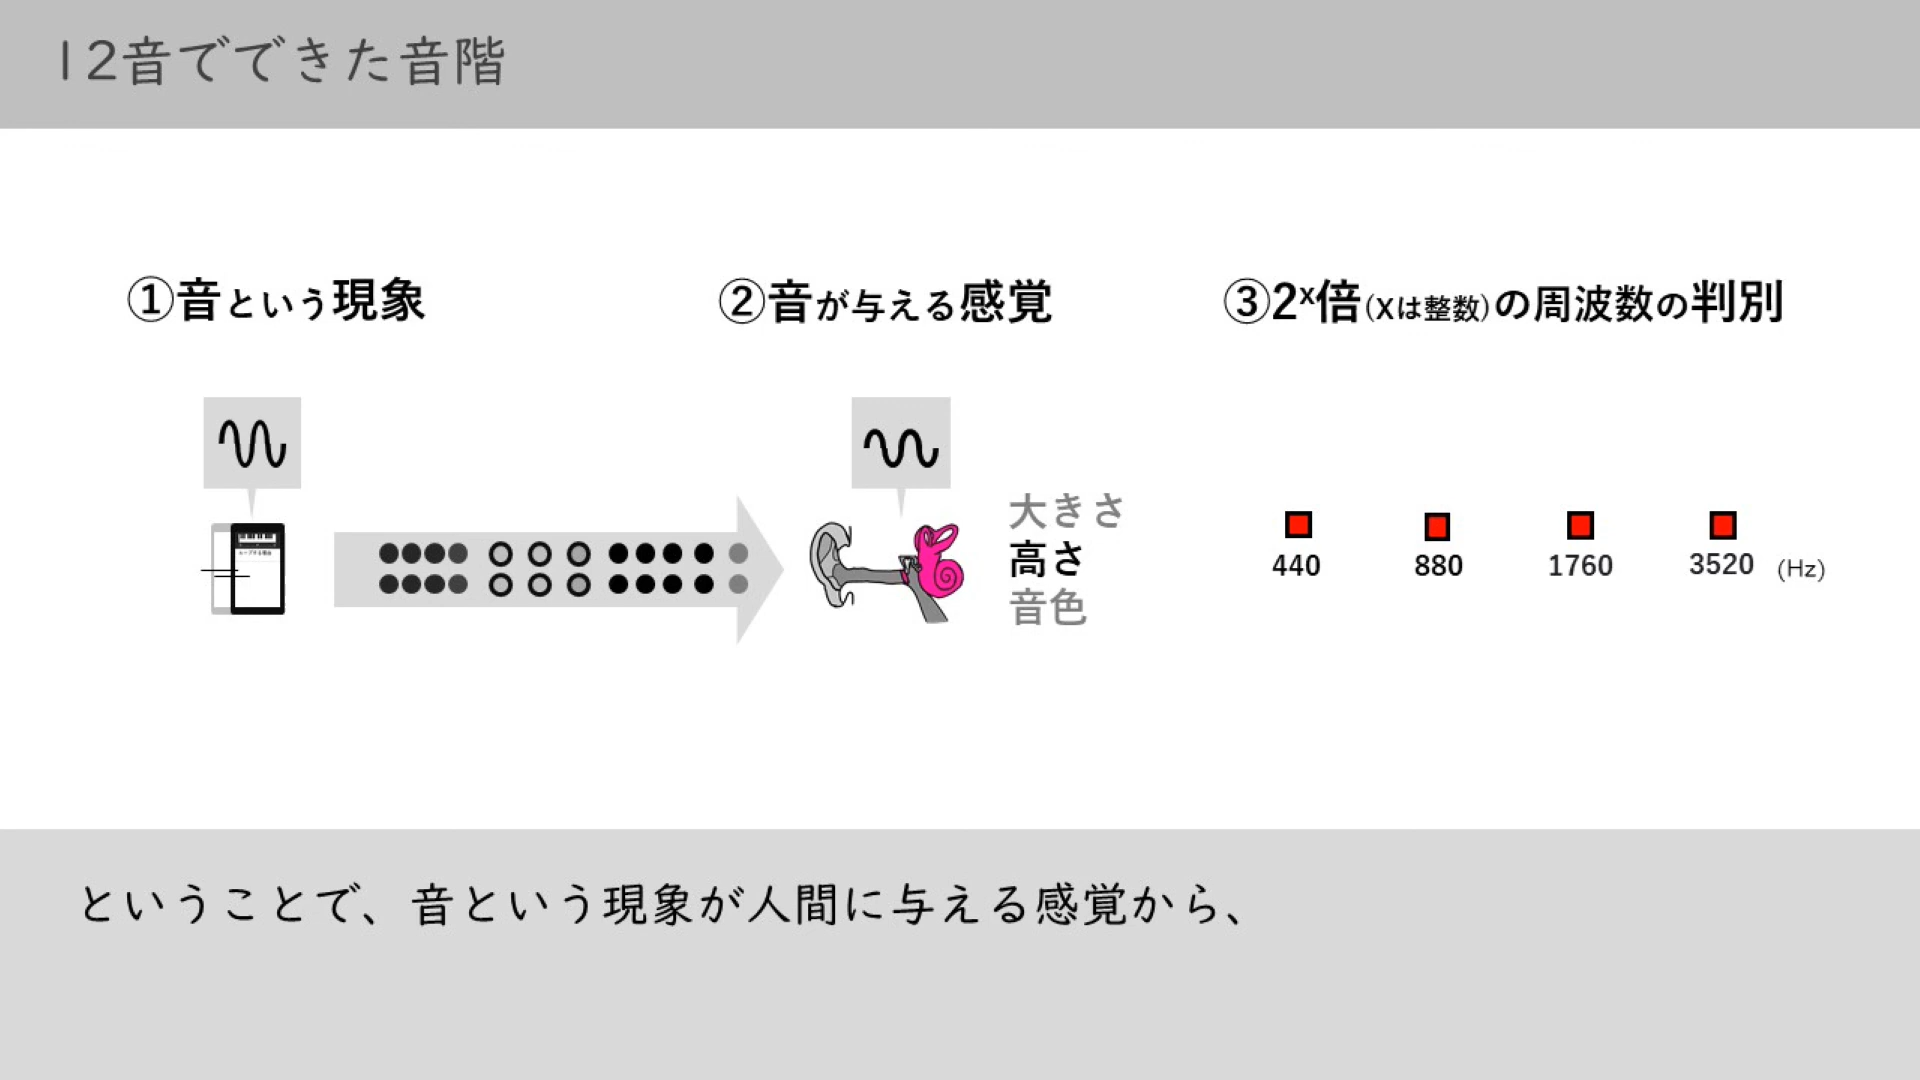 12音でできた音階
①音という現象
②音が与える感覚
③2ˣ倍(xは整数)の周波数の判別
大きさ
高さ
音色
440 880 1760 3520 (Hz)
ということで、音という現象が人間に与える感覚から、